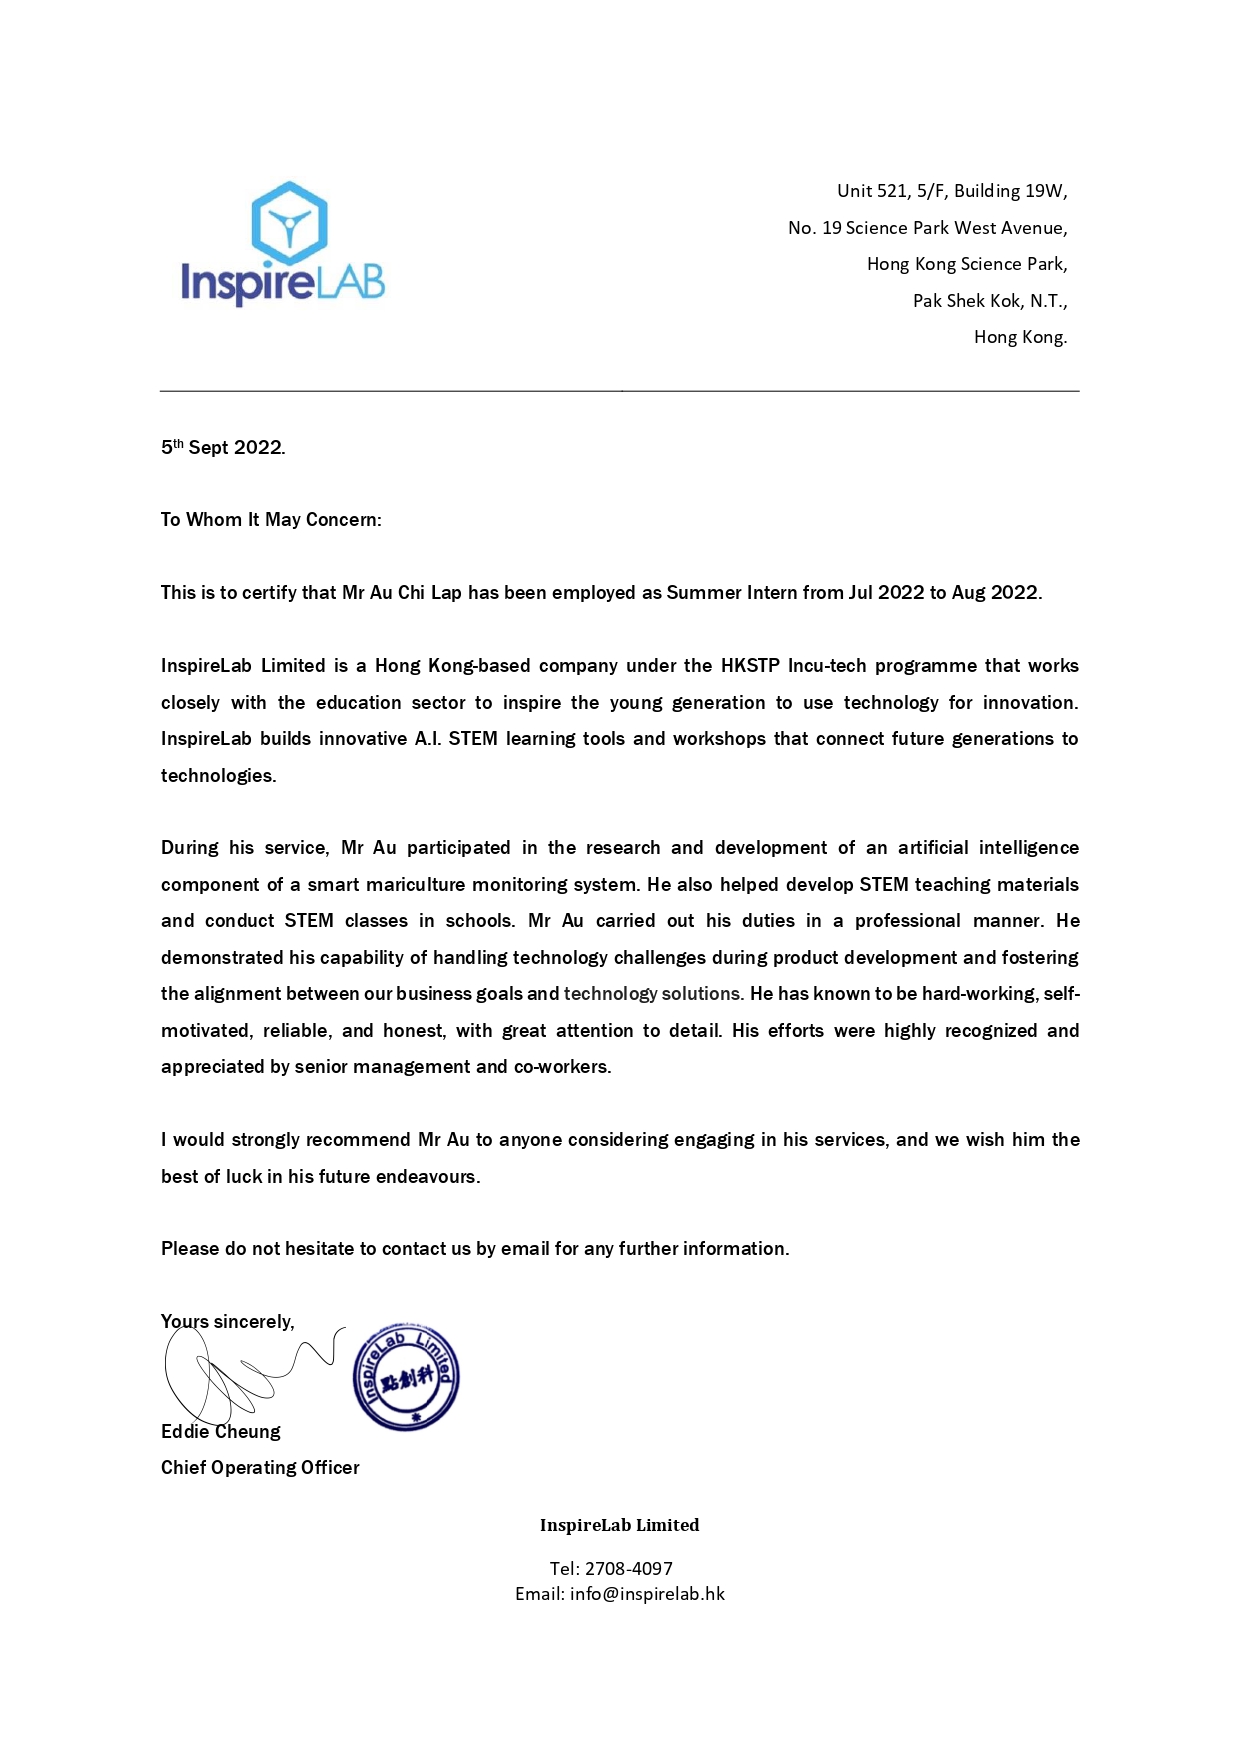 InspireLAB
Unit 521, 5/F, Building 19W,
No. 19 Science Park West Avenue,
Hong Kong Science Park,
Pak Shek Kok, N.T.,
Hong Kong.
5th Sept 2022.
To Whom It May Concern:
This is to certify that Mr Au Chi Lap has been employed as Summer Intern from Jul 2022 to Aug 2022.
InspireLab Limited is a Hong Kong-based company under the HKSTP Incu-tech programme that works
closely with the education sector to inspire the young generation to use technology for innovation.
InspireLab builds innovative A.I. STEM learning tools and workshops that connect future generations to
technologies.
During his service, Mr Au participated in the research and development of an artificial intelligence
component of a smart mariculture monitoring system. He also helped develop STEM teaching materials
and conduct STEM classes in schools. Mr Au carried out his duties in a professional manner. He
demonstrated his capability of handling technology challenges during product development and fostering
the alignment between our business goals and technology solutions. He has known to be hard-working, self-
motivated, reliable, and honest, with great attention to detail. His efforts were highly recognized and
appreciated by senior management and co-workers.
I would strongly recommend Mr Au to anyone considering engaging in his services, and we wish him the
best of luck in his future endeavours.
Please do not hesitate to contact us by email for any further information.
Yours sincerely,
InspireLab Limited
點創科
Eddie Cheung
Chief Operating Officer
InspireLab Limited
Tel: 2708-4097
Email: info@inspirelab.hk